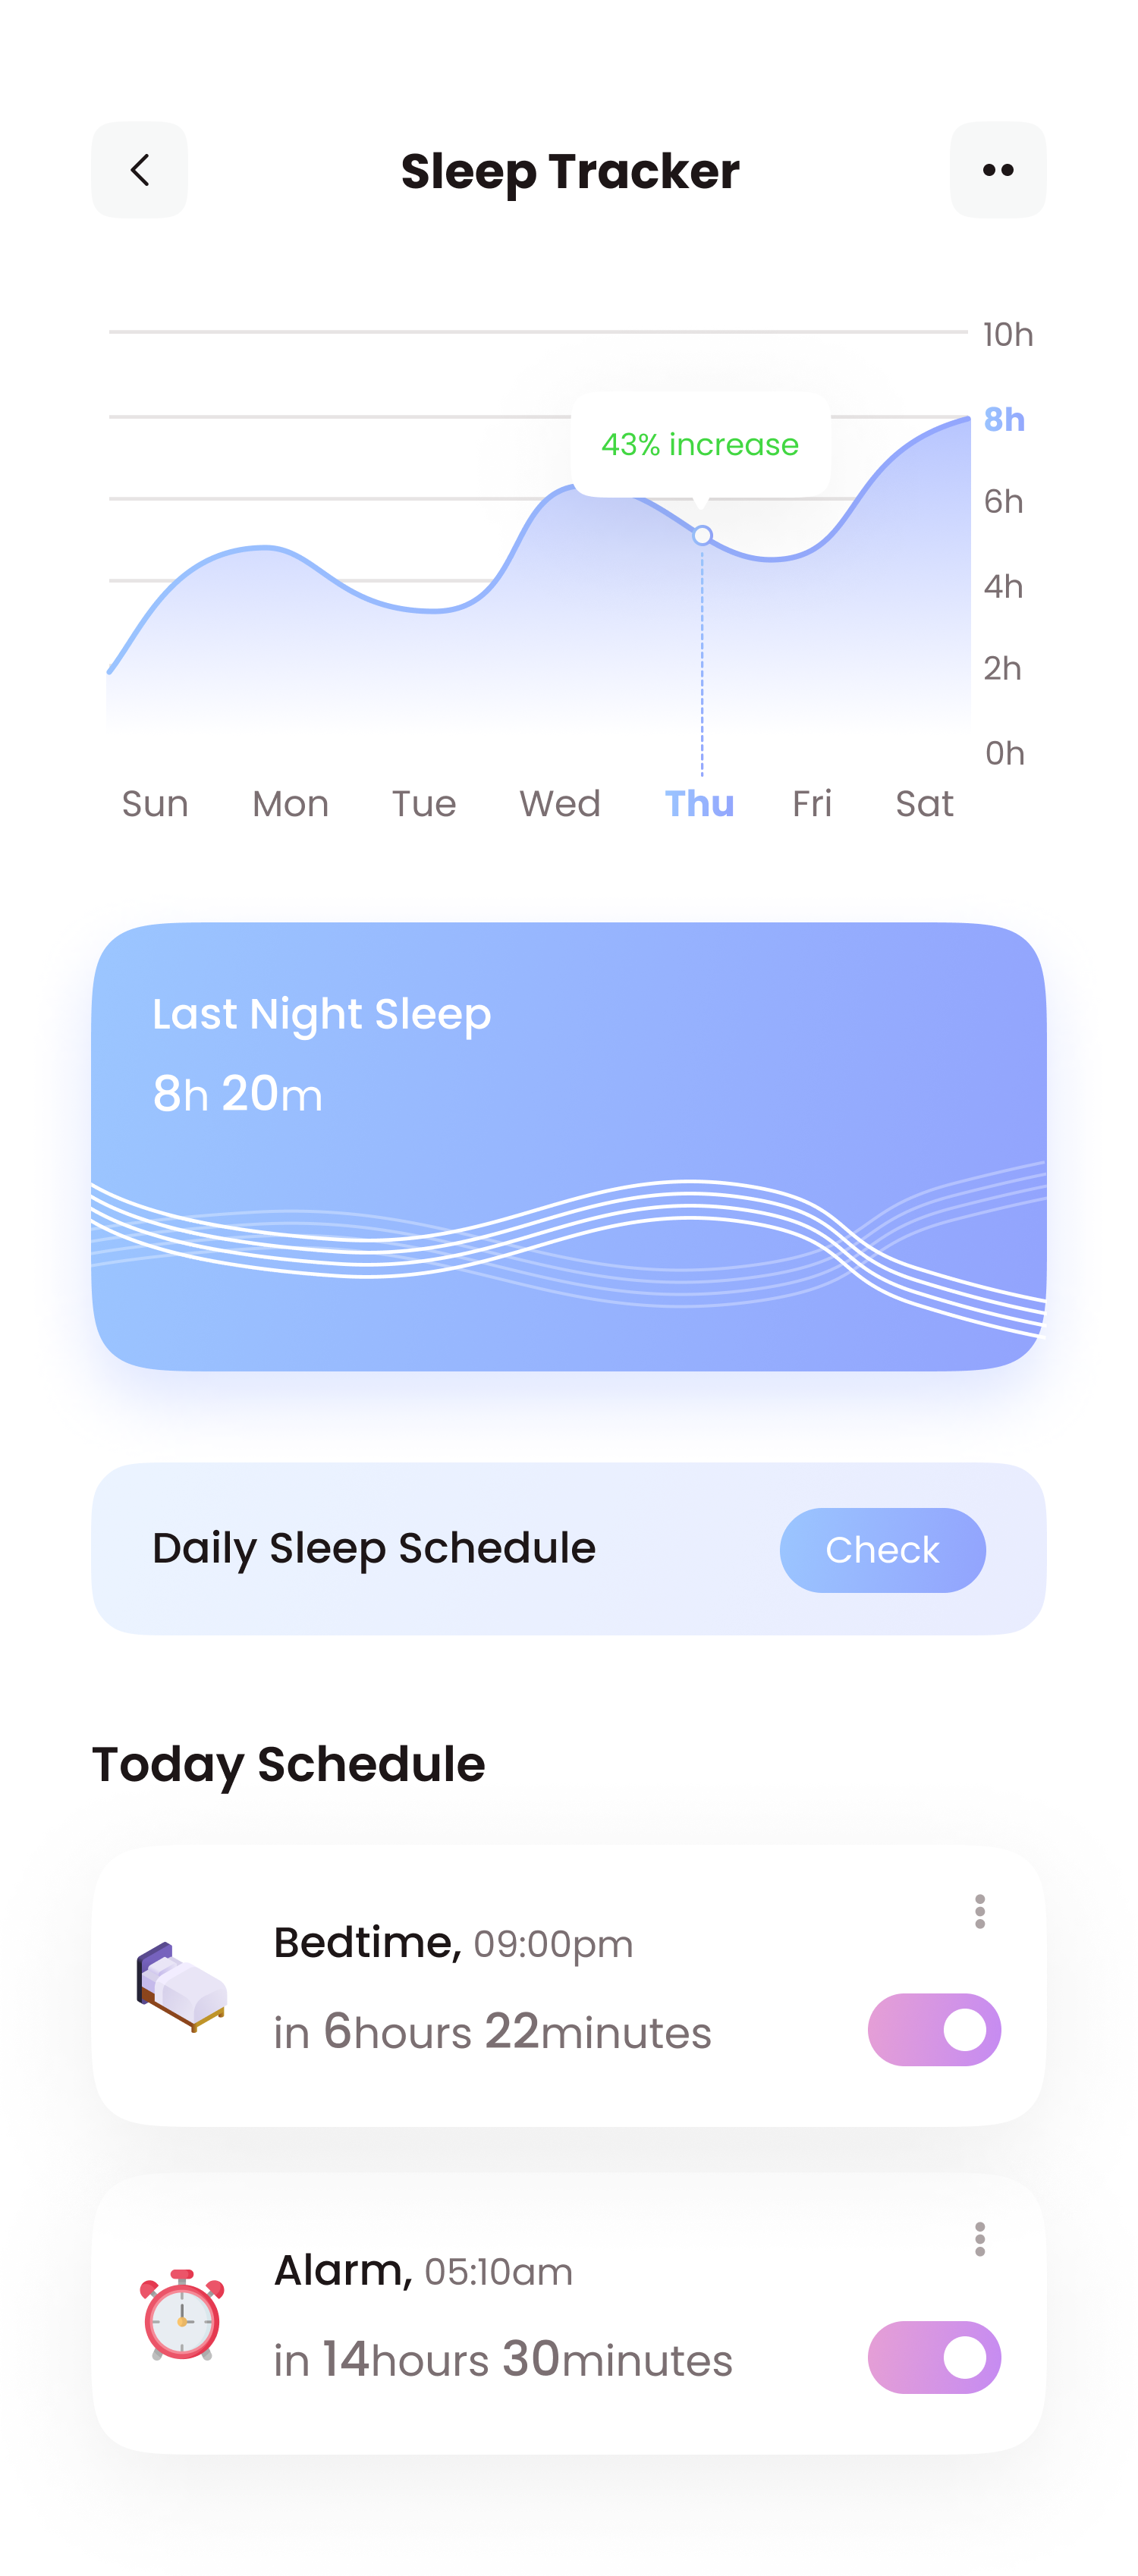 Sleep Tracker
10h
43% increase
8h
6h
4h
2h
0h
Sun Mon Tue Wed Thu Fri Sat
Last Night Sleep
8h 20m
Daily Sleep Schedule
Check
Today Schedule
Bedtime, 09:00pm
in 6hours 22minutes
Alarm, 05:10am
in 14hours 30minutes